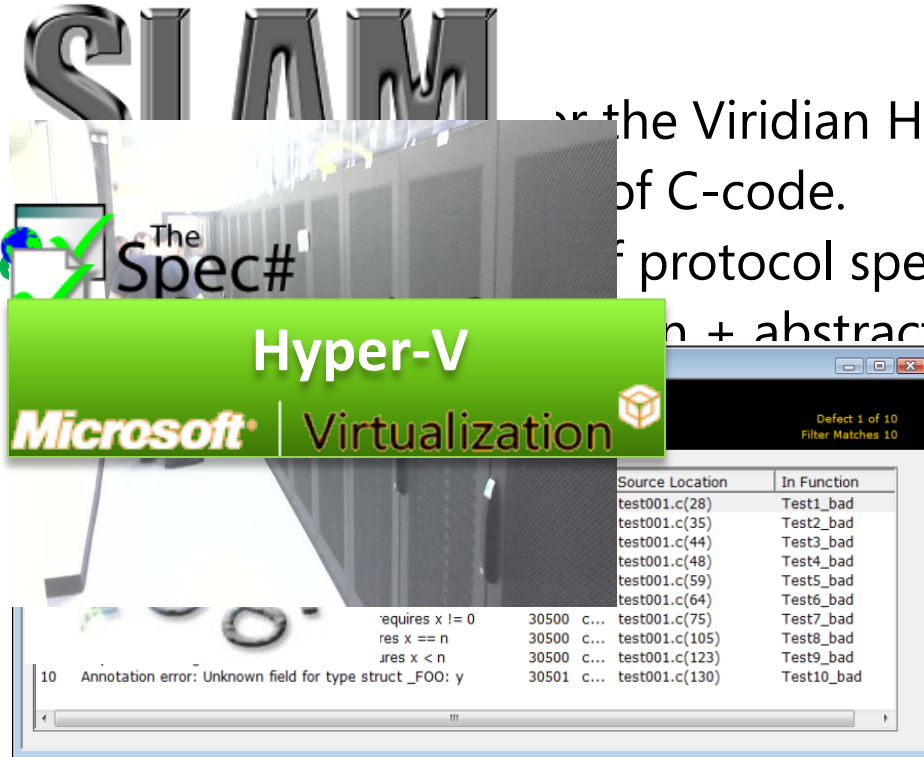 SLAM
the Viridian H
of C-code.
protocol spe
+ abstrac
The
Spec#
Hyper-V
Microsoft | Virtualization
Defect 1 of 10
Filter Matches 10
Source Location In Function
test001.c(28) Test1_bad
test001.c(35) Test2_bad
test001.c(44) Test3_bad
test001.c(48) Test4_bad
test001.c(59) Test5_bad
test001.c(64) Test6_bad
requires x != 0 30500 c... test001.c(75) Test7_bad
res x == n 30500 c... test001.c(105) Test8_bad
ures x < n 30500 c... test001.c(123) Test9_bad
10 Annotation error: Unknown field for type struct _FOO: y 30501 c... test001.c(130) Test10_bad